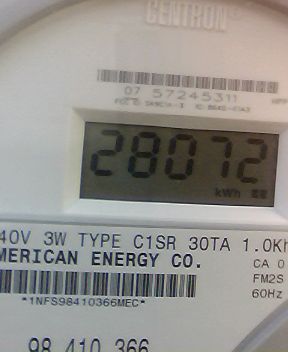 CENTRON®
07 57245311
28072
kWh
40V 3W TYPE C1SR 30TA 1.0Kh
MERICAN ENERGY CO.
CA 0
FM2S
*1NFS98410366MEC*
60Hz
98 410 366